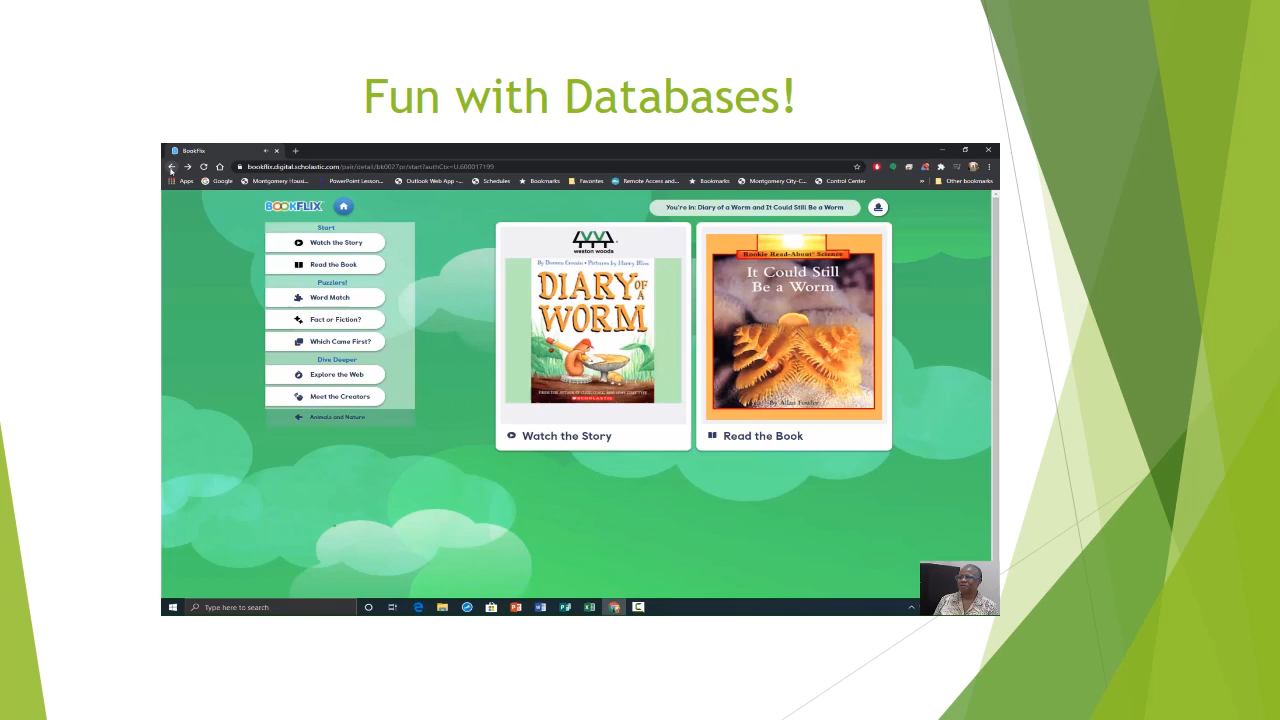 Fun with Databases!
BookFlix
bookflix.digital.scholastic.com/pair/detail/bk0027pr/start?authCtx=U.600017199
Apps Google Montgomery Housi... PowerPoint Lesson... Outlook Web App -... Schedules Bookmarks Favorites Remote Access and... Bookmarks Montgomery City-C... Control Center » Other bookmarks
BOOKFLIX
You're in: Diary of a Worm and It Could Still Be a Worm
Start
Watch the Story
Read the Book
Puzzlers!
Word Match
Fact or Fiction?
Which Came First?
Dive Deeper
Explore the Web
Meet the Creators
Animals and Nature
weston woods
By Doreen Cronin • Pictures by Harry Bliss
DIARY OF A
WORM
SCHOLASTIC
Watch the Story
Rookie Read-About® Science
It Could Still
Be a Worm
By Allan Fowler
Read the Book
Type here to search